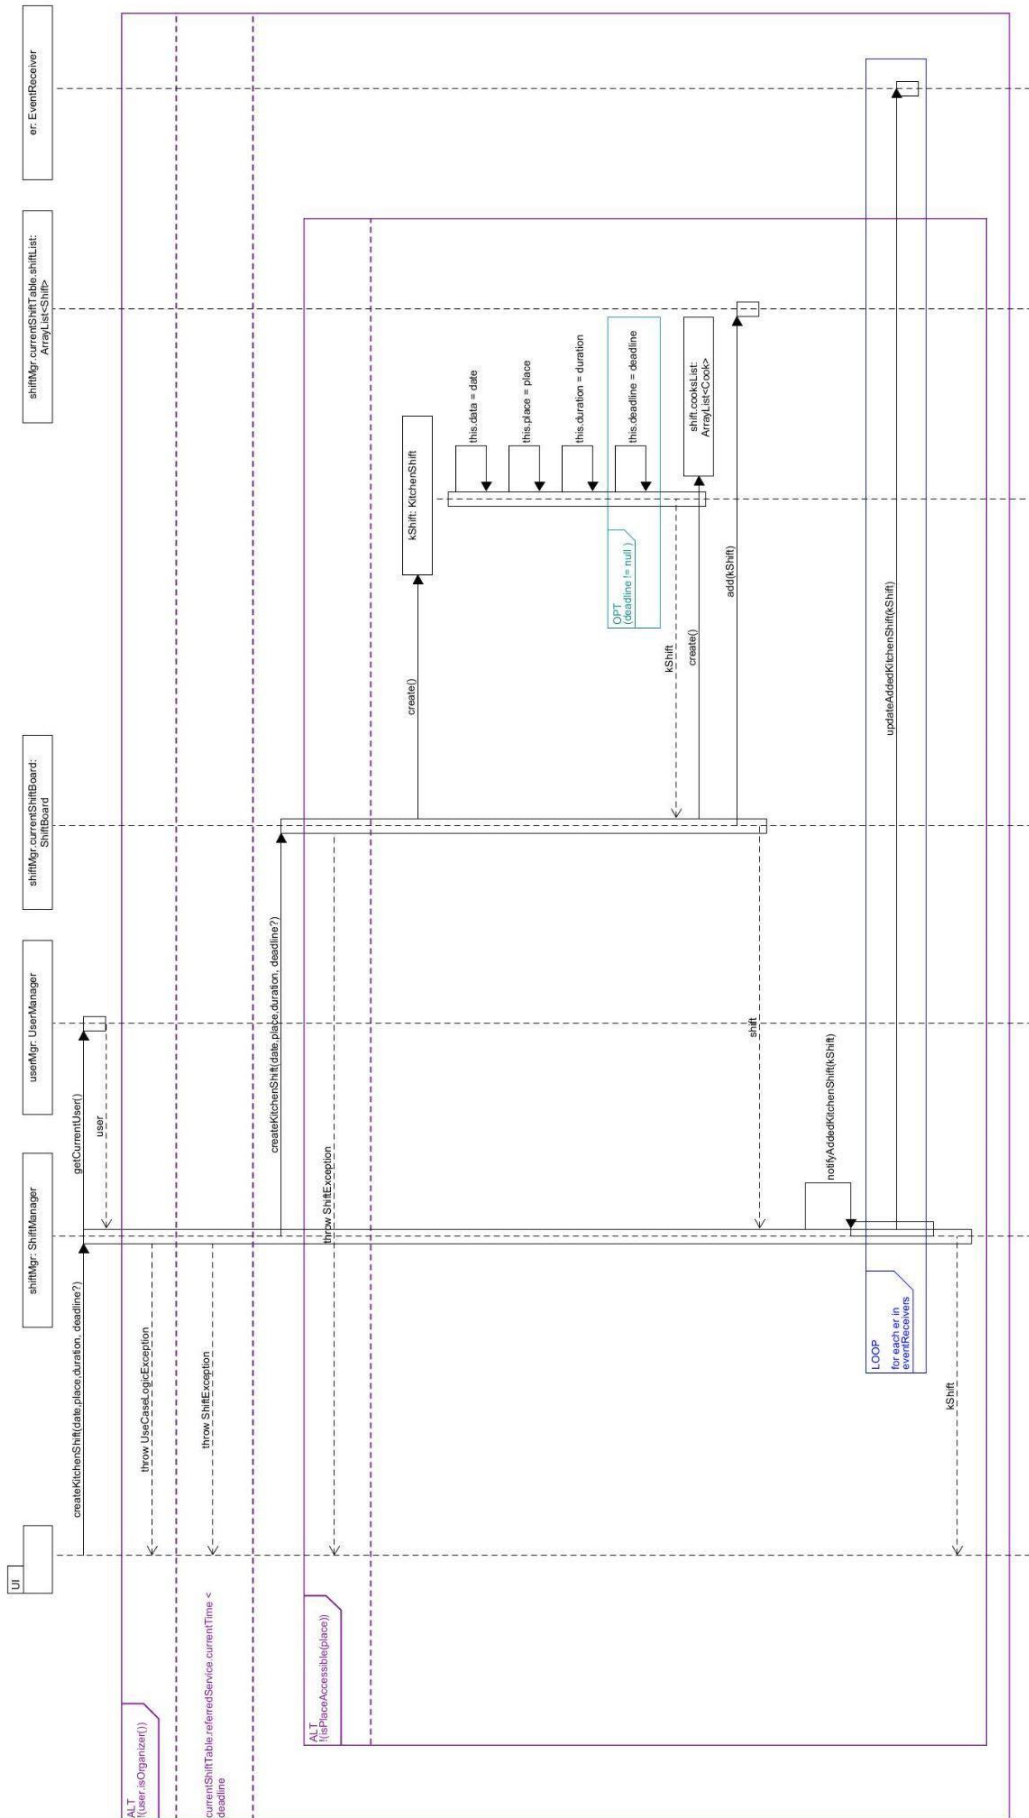 UI
shiftMgr: ShiftManager
userMgr: UserManager
shiftMgr.currentShiftBoard:
ShiftBoard
shiftMgr.currentShiftTable.shiftList:
ArrayList<Shift>
er: EventReceiver
createKitchenShift(date,place,duration, deadline?)
getCurrentUser()
user
ALT
!(user.isOrganizer())
throw UseCaseLogicException
currentShiftTable.referredService.currentTime <
deadline
throw ShiftException
createKitchenShift(date,place,duration, deadline?)
ALT
!(isPlaceAccessible(place))
throw ShiftException
create()
kShift: KitchenShift
this.data = date
this.place = place
this.duration = duration
OPT
(deadline != null )
this.deadline = deadline
kShift
create()
shift.cooksList:
ArrayList<Cook>
add(kShift)
shift
notifyAddedKitchenShift(kShift)
LOOP
for each er in
eventReceivers
updateAddedKitchenShift(kShift)
kShift